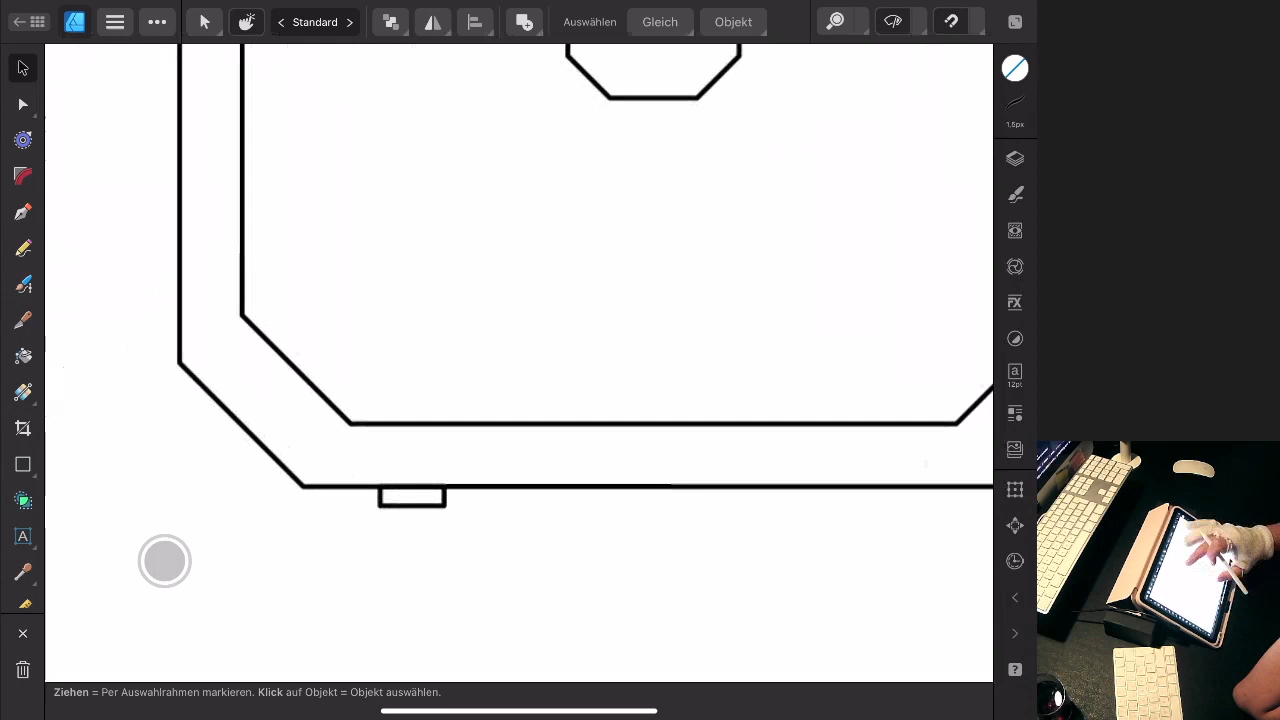 Standard
Auswählen
Gleich
Objekt
1,5px
a
12pt
A
?
Ziehen = Per Auswahlrahmen markieren. Klick auf Objekt = Objekt auswählen.